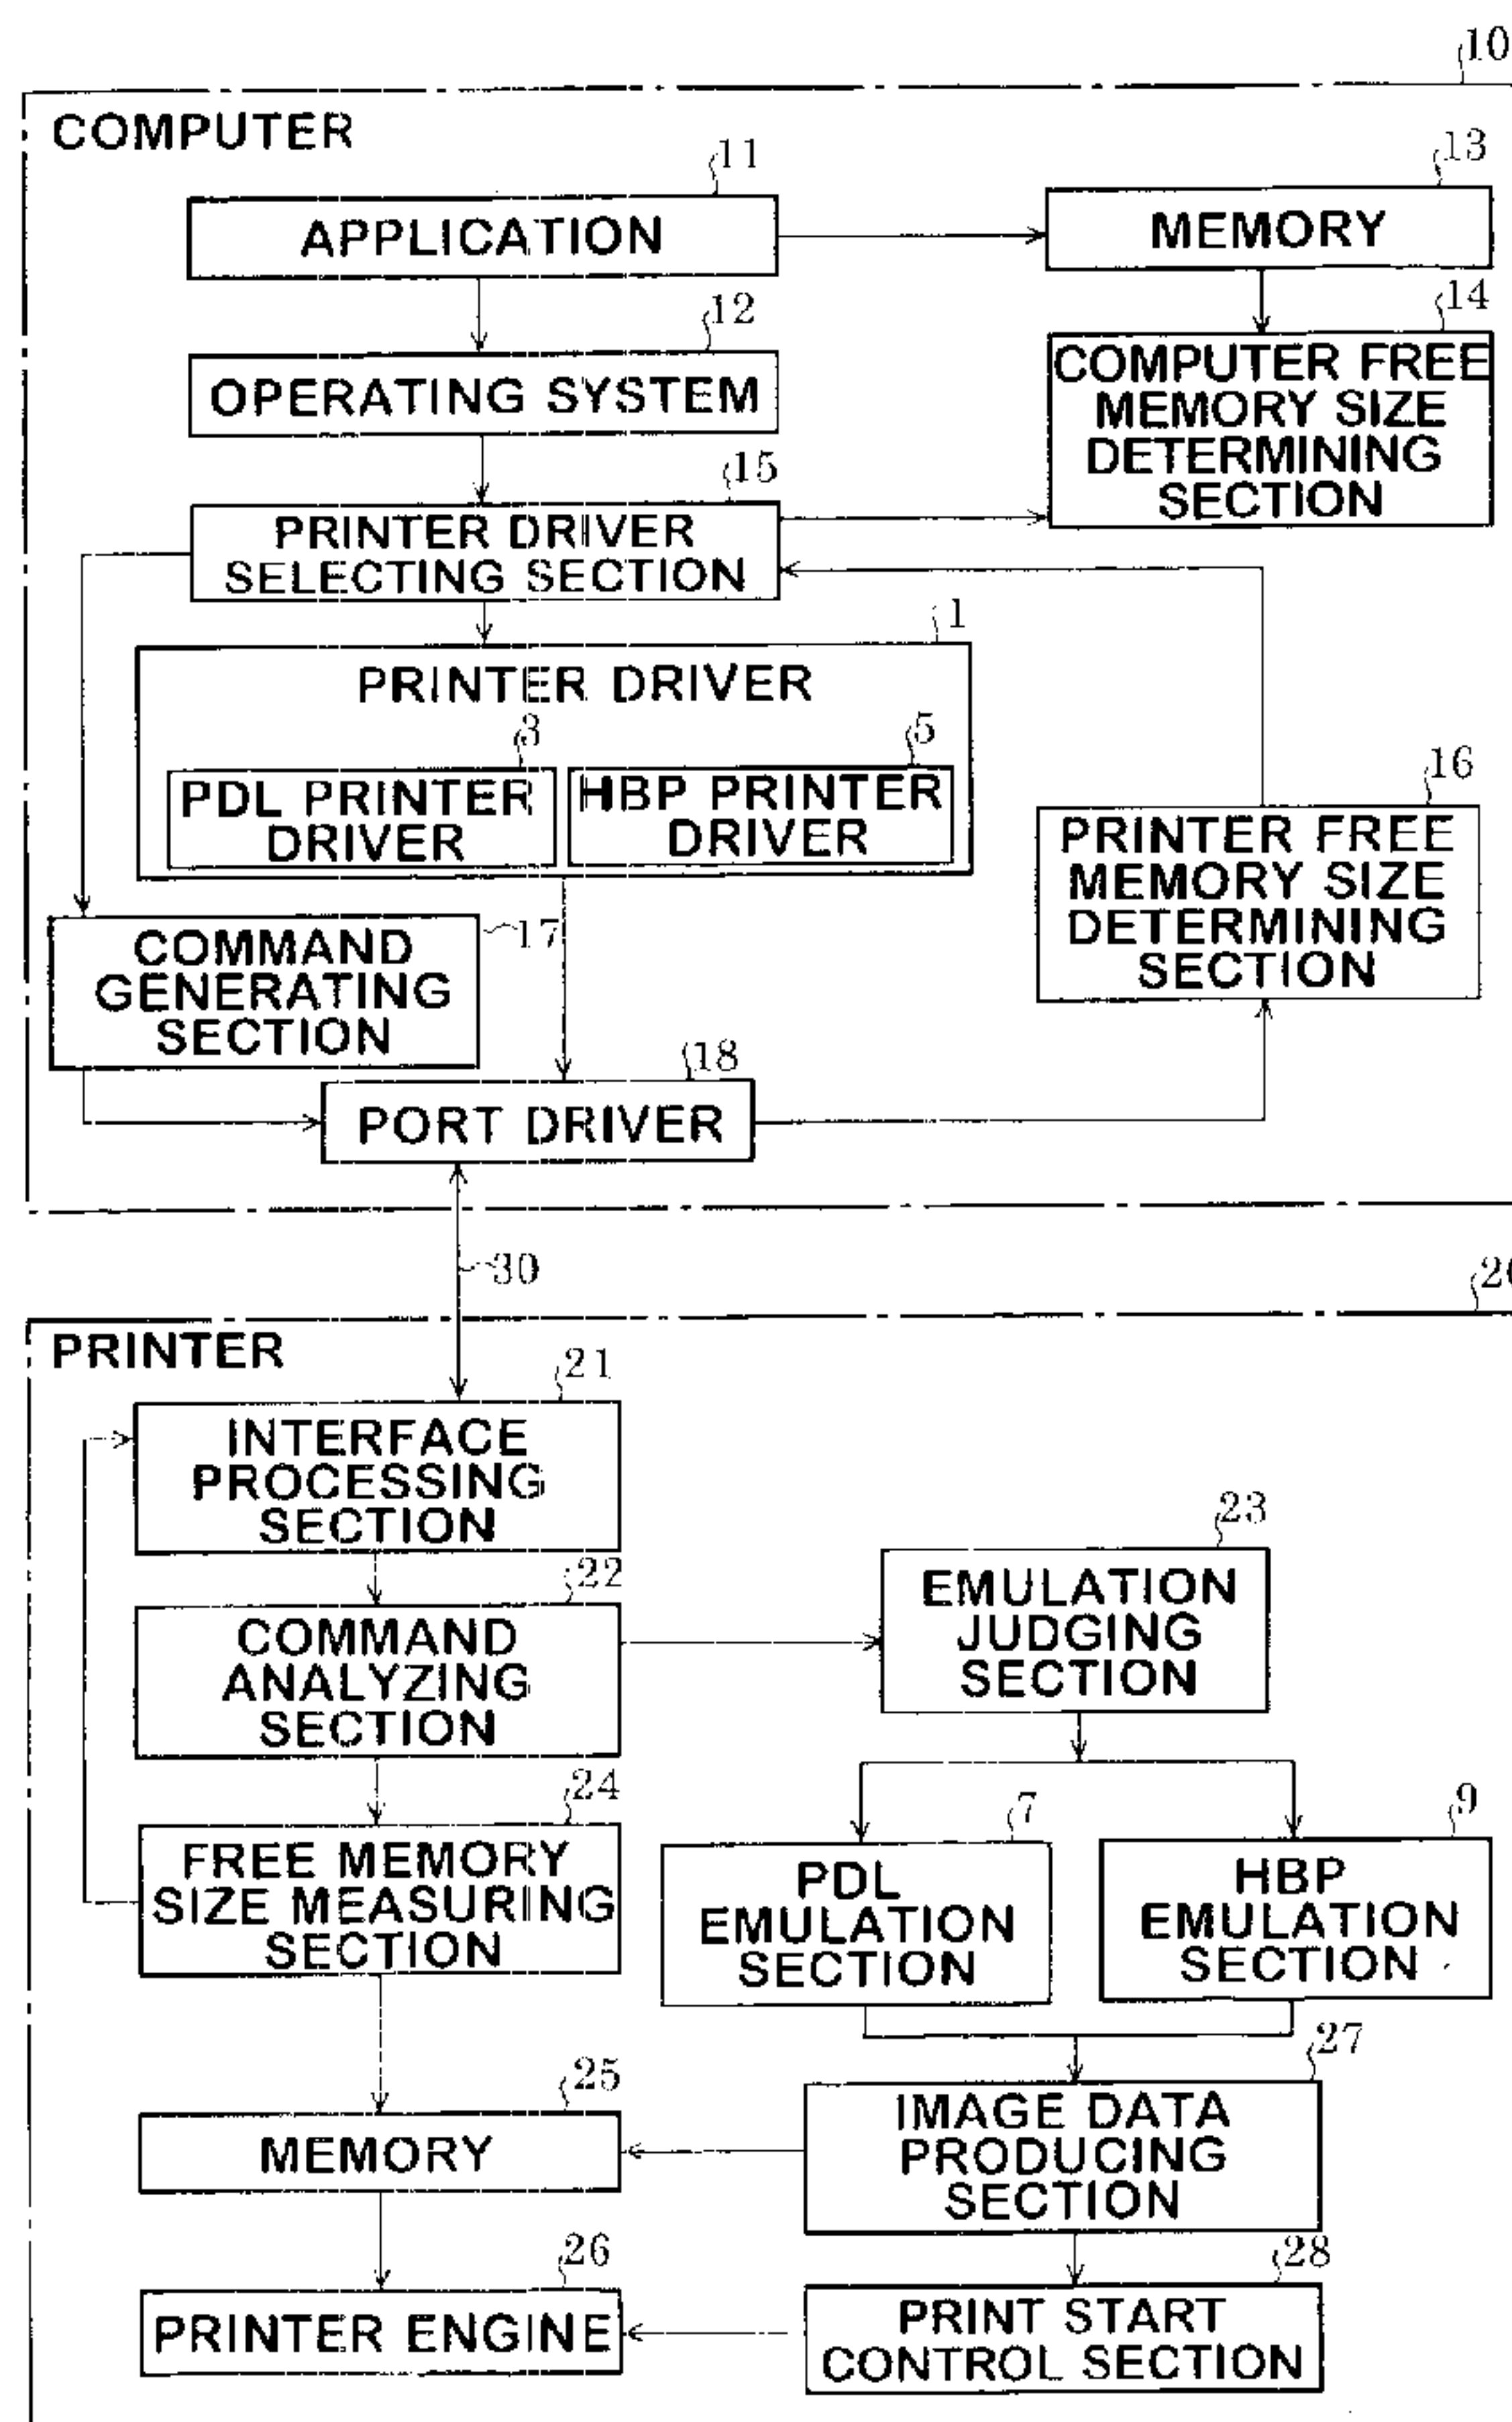 10
COMPUTER
11
13
APPLICATION
MEMORY
12
14
OPERATING SYSTEM
COMPUTER FREE
MEMORY SIZE
DETERMINING
SECTION
15
PRINTER DRIVER
SELECTING SECTION
1
PRINTER DRIVER
3
5
PDL PRINTER
DRIVER
HBP PRINTER
DRIVER
16
PRINTER FREE
MEMORY SIZE
DETERMINING
SECTION
17
COMMAND
GENERATING
SECTION
18
PORT DRIVER
30
PRINTER
21
INTERFACE
PROCESSING
SECTION
23
22
EMULATION
JUDGING
SECTION
COMMAND
ANALYZING
SECTION
24
7
9
FREE MEMORY
SIZE MEASURING
SECTION
PDL
EMULATION
SECTION
HBP
EMULATION
SECTION
25
27
MEMORY
IMAGE DATA
PRODUCING
SECTION
26
28
PRINTER ENGINE
PRINT START
CONTROL SECTION